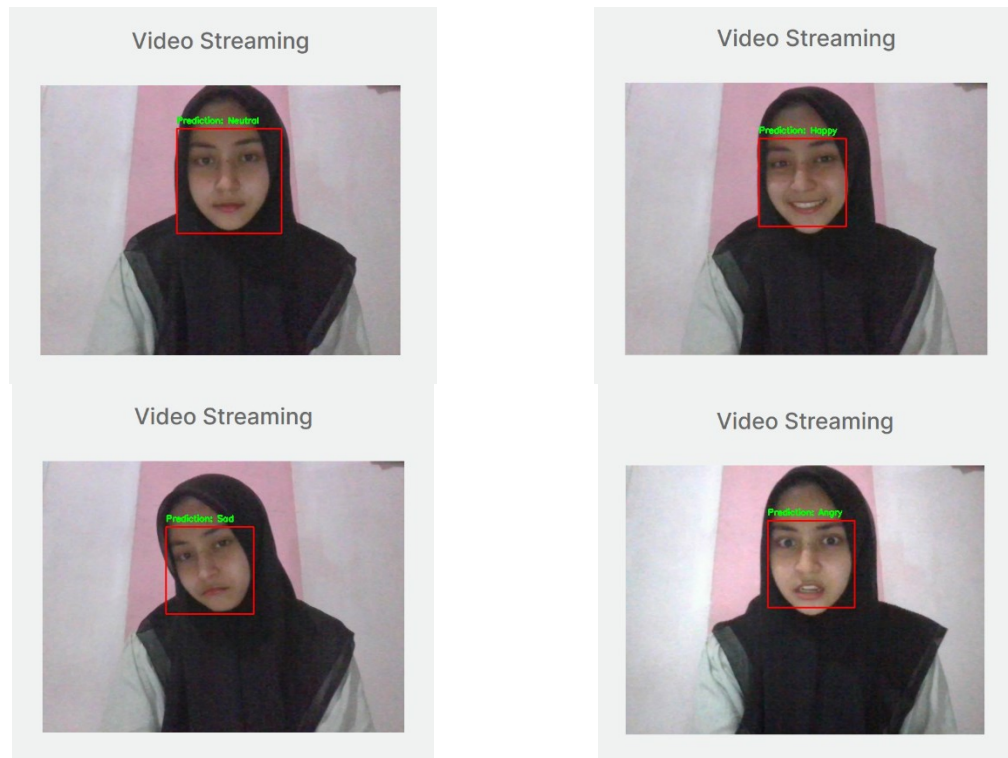 Video Streaming
Prediction: Neutral
Video Streaming
Prediction: Happy
Video Streaming
Prediction: Sad
Video Streaming
Prediction: Angry